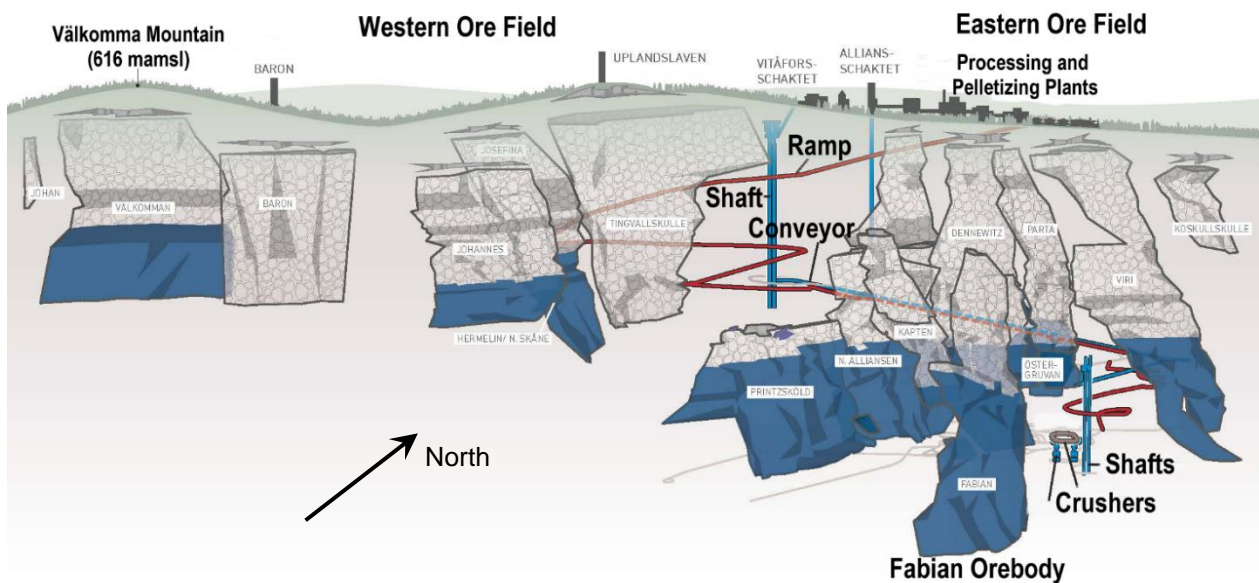 Western Ore Field
Eastern Ore Field
Välkomma Mountain
(616 mamsl)
BARON
UPLANDSLAVEN
VITÅFORS-
SCHAKTET
ALLIANS-
SCHAKTET
Processing and
Pelletizing Plants
JOSEFINA
Ramp
JOHAN
VÄLKOMMAN
BARON
Shaft
TINGVALLSKULLE
Conveyor
JOHANNES
DENNEWITZ
PARTA
KOSKULLSKULLE
VIRI
HERMELIN/ N. SKÅNE
KAPTEN
N. ALLIANSEN
ÖSTER-
GRUVAN
PRINTZSKÖLD
North
Shafts
FABIAN
Crushers
Fabian Orebody